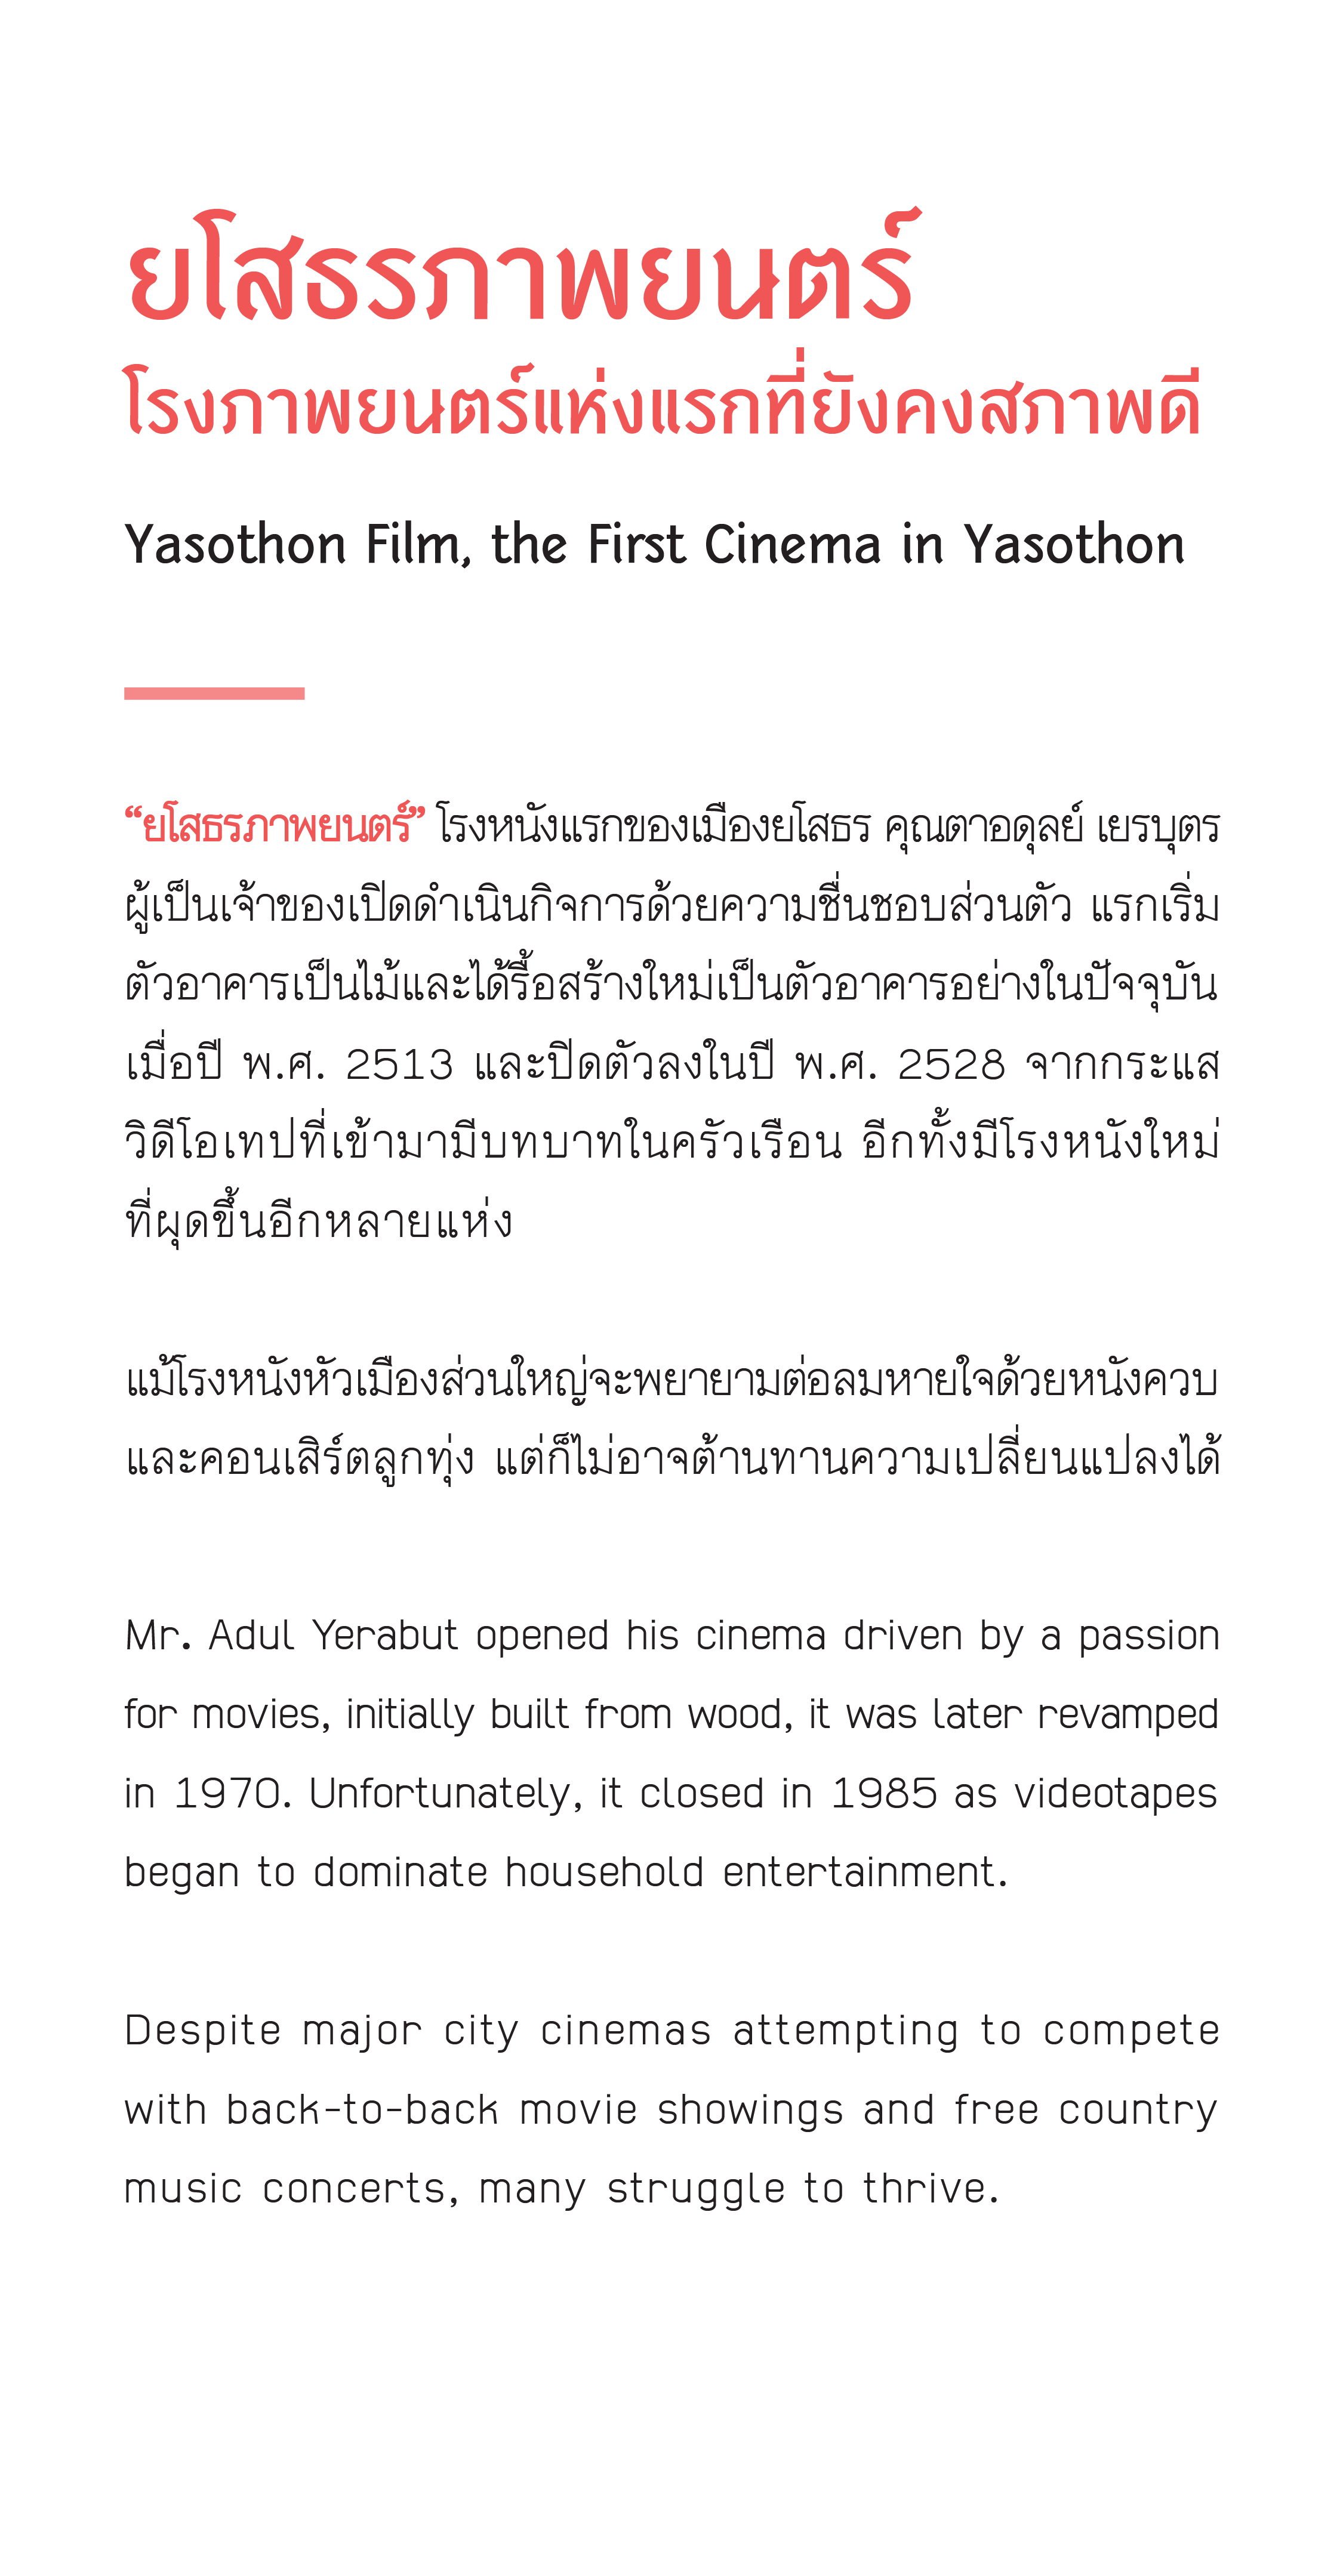 ยโสธรภาพยนตร์
โรงภาพยนตร์แห่งแรกที่ยังคงสภาพดี
Yasothon Film, the First Cinema in Yasothon
“ยโสธรภาพยนตร์” โรงหนังแรกของเมืองยโสธร คุณตาอดุลย์ เยรบุตร
ผู้เป็นเจ้าของเปิดดำเนินกิจการด้วยความชื่นชอบส่วนตัว แรกเริ่ม
ตัวอาคารเป็นไม้และได้รื้อสร้างใหม่เป็นตัวอาคารอย่างในปัจจุบัน
เมื่อปี พ.ศ. 2513 และปิดตัวลงในปี พ.ศ. 2528 จากกระแส
วิดีโอเทปที่เข้ามามีบทบาทในครัวเรือน อีกทั้งมีโรงหนังใหม่
ที่ผุดขึ้นอีกหลายแห่ง
แม้โรงหนังหัวเมืองส่วนใหญ่จะพยายามต่อลมหายใจด้วยหนังควบ
และคอนเสิร์ตลูกทุ่ง แต่ก็ไม่อาจต้านทานความเปลี่ยนแปลงได้
Mr. Adul Yerabut opened his cinema driven by a passion
for movies, initially built from wood, it was later revamped
in 1970. Unfortunately, it closed in 1985 as videotapes
began to dominate household entertainment.
Despite major city cinemas attempting to compete
with back-to-back movie showings and free country
music concerts, many struggle to thrive.